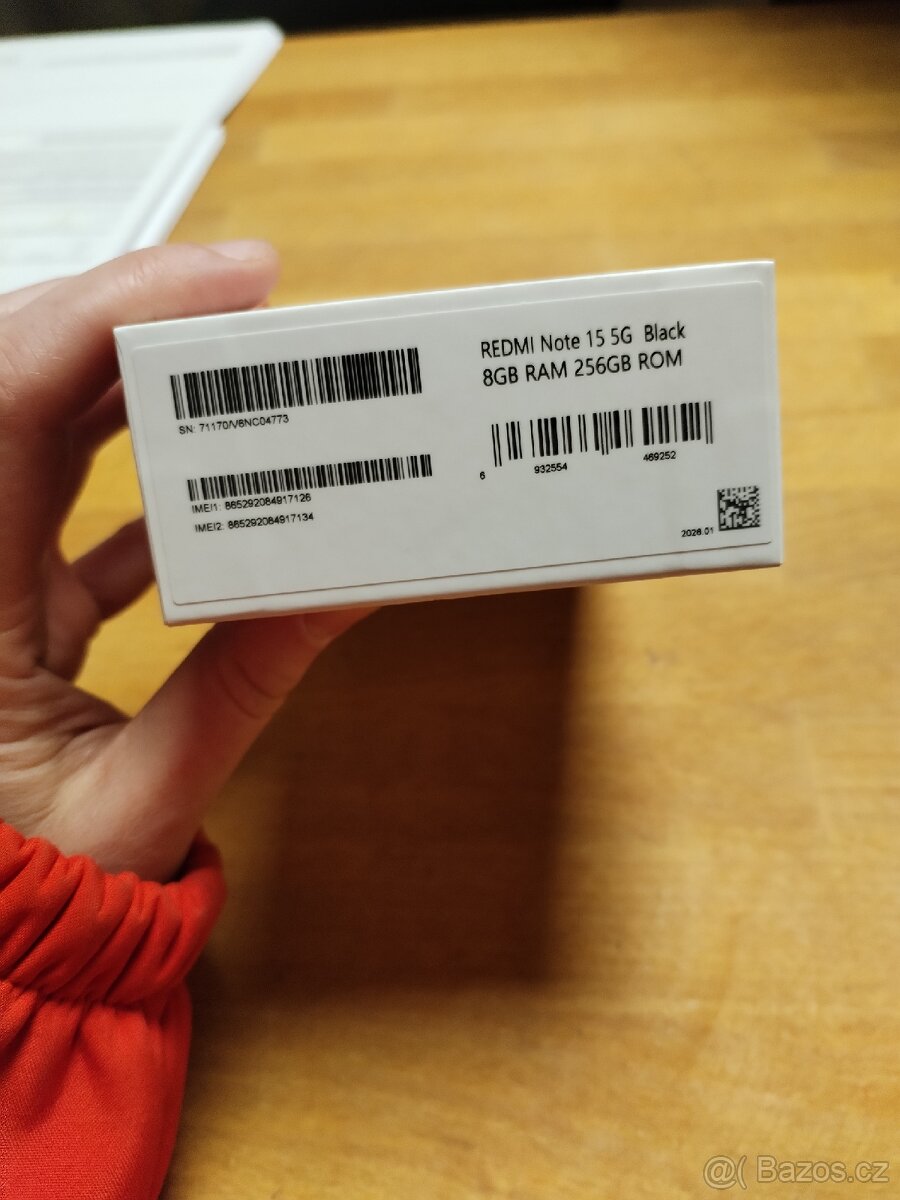 REDMI Note 15 5G Black
8GB RAM 256GB ROM
SN: 71170/V6NC04773
6 932554 469252
IMEI1: 865292084917126
IMEI2: 865292084917134
2026.01
@( Bazos.cz